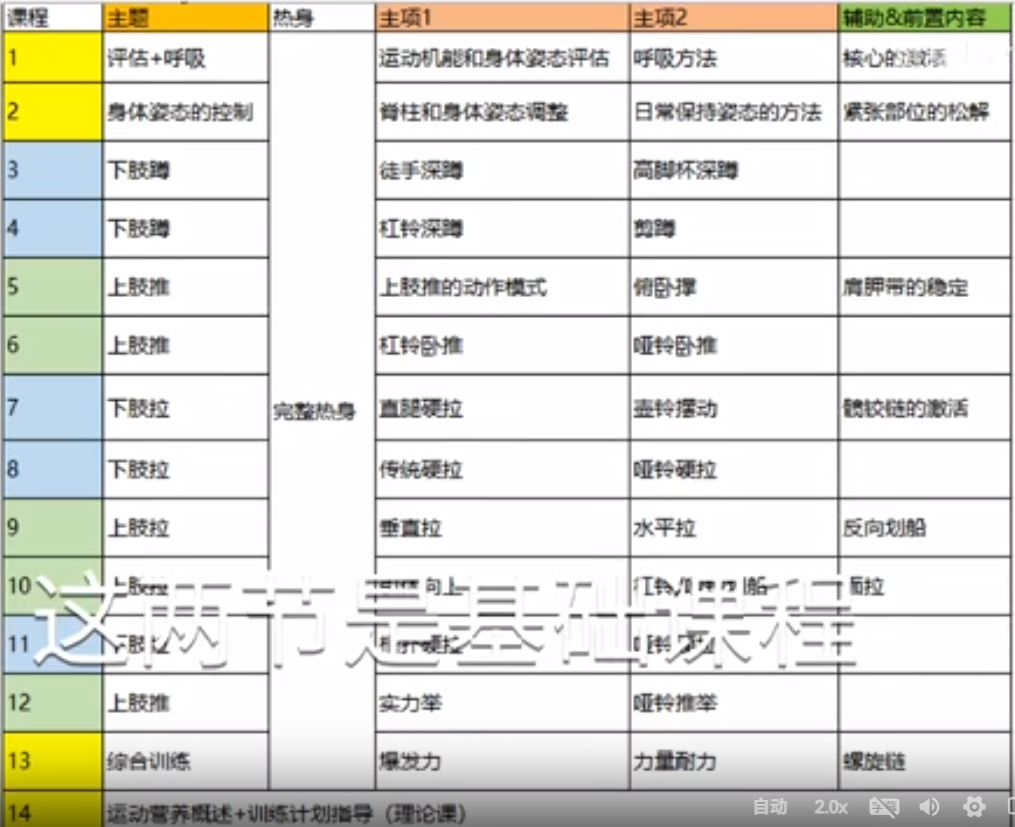 课程 主题 热身 主项1 主项2 辅助&前置内容
1 评估+呼吸 运动机能和身体姿态评估 呼吸方法 核心的激活
2 身体姿态的控制 脊柱和身体姿态调整 日常保持姿态的方法 紧张部位的松解
3 下肢蹲 徒手深蹲 高脚杯深蹲
4 下肢蹲 杠铃深蹲 剪蹲
5 上肢推 上肢推的动作模式 俯卧撑 肩胛带的稳定
6 上肢推 杠铃卧推 哑铃卧推
7 下肢拉 完整热身 直腿硬拉 壶铃摆动 髋铰链的激活
8 下肢拉 传统硬拉 哑铃硬拉
9 上肢拉 垂直拉 水平拉 反向划船
10 上肢拉 向上 船 面拉
这两节是基础课程
11 下肢拉 硬拉
12 上肢推 实力举 哑铃推举
13 综合训练 爆发力 力量耐力 螺旋链
14 运动营养概述+训练计划指导（理论课）
自动 2.0x